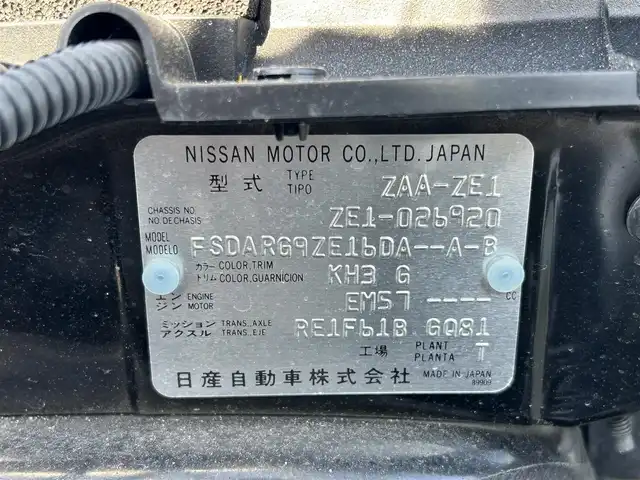 NISSAN MOTOR CO.,LTD. JAPAN
型式 TYPE TIPO ZAA-ZE1
CHASSIS NO. NO.DECHASIS ZE1-026920
MODEL MODELO FSDARG9ZE16DA--A-B
カラー COLOR,TRIM トリム COLOR,GUARNICION KH3 G
エンジン ENGINE MOTOR EM57 ---- CC
ミッション TRANS.,AXLE アクスル TRANS.,EJE RE1F61B GQ81
工場 PLANT PLANTA T
日産自動車株式会社 MADE IN JAPAN
89909